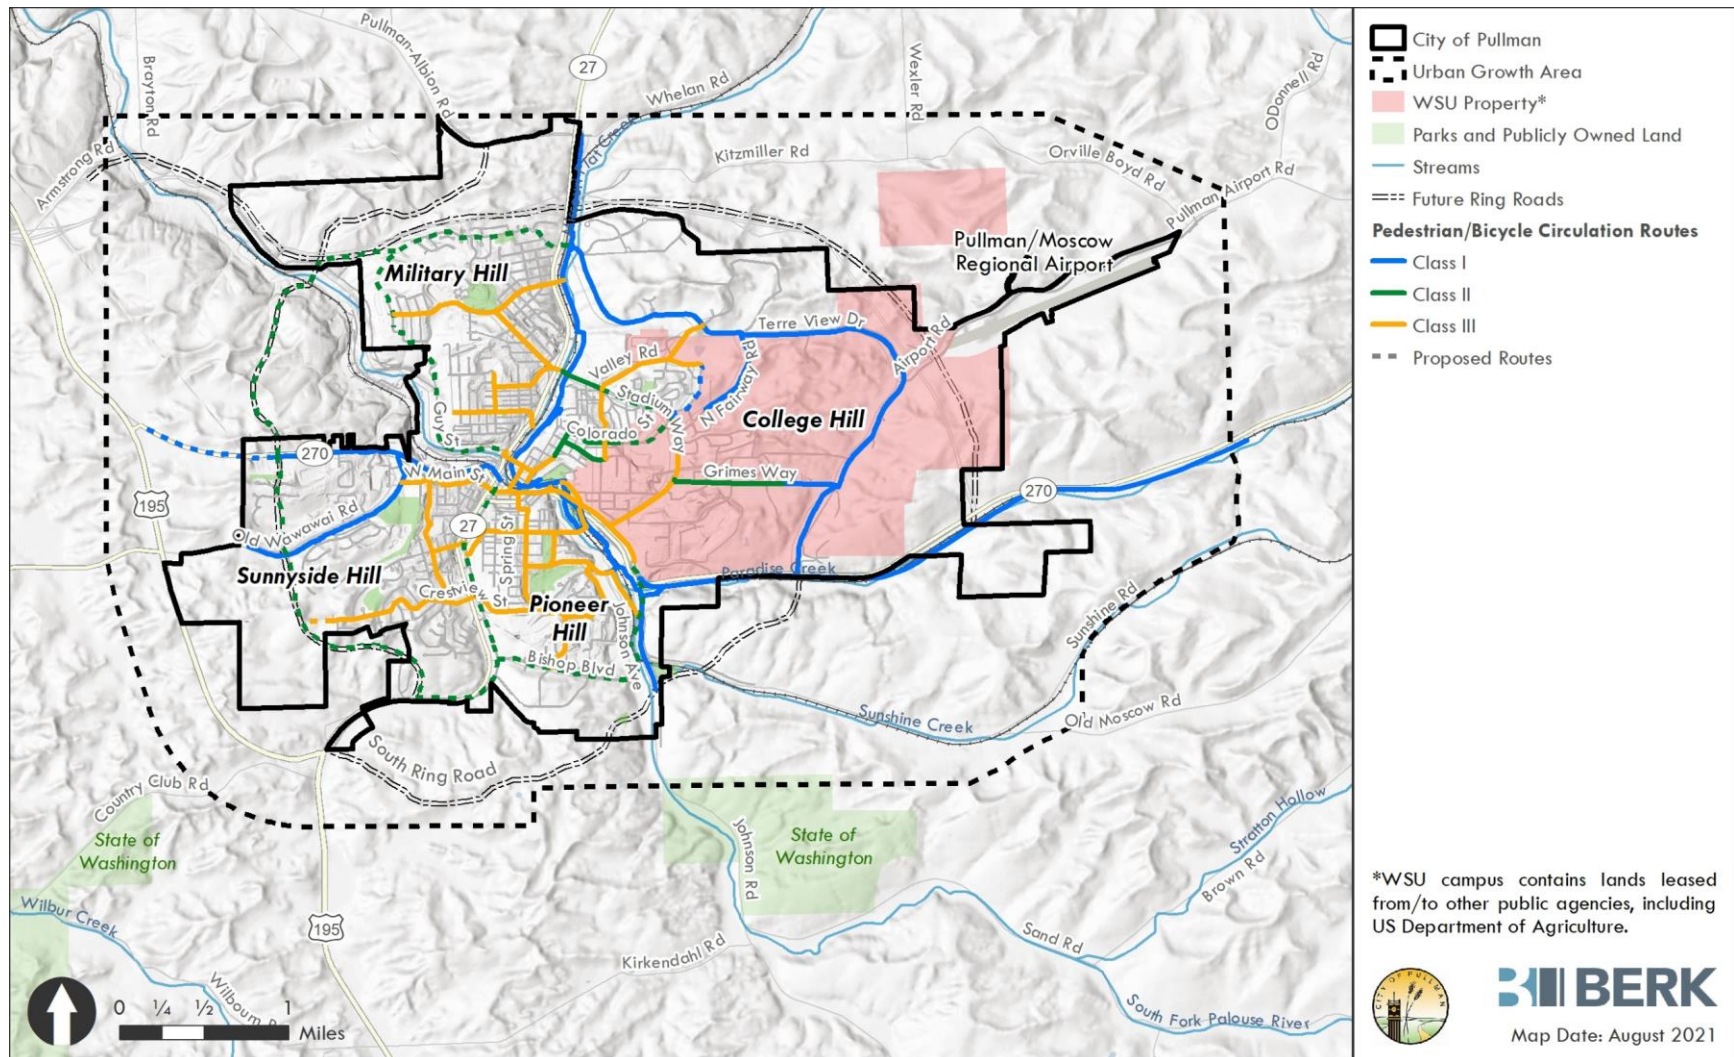 Pullman-Albion Rd
Brayton Rd
27
Whelan Rd
Wexler Rd
ODonnell Rd
Armstrong Rd
Kitzmiller Rd
Orville Boyd Rd
Pullman Airport Rd
Military Hill
Pullman/Moscow
Regional Airport
Terre View Dr
Airport Rd
Valley Rd
N Fairway Rd
Stadium Way
College Hill
Guy St
Colorado St
270
W Main St
Grimes Way
270
195
Old Wawawai Rd
27
Spring St
Sunnyside Hill
Crestview St
Paradise Creek
Pioneer
Hill
Johnson Ave
Bishop Blvd
Sunshine Rd
Sunshine Creek
Old Moscow Rd
South Ring Road
Country Club Rd
State of
Washington
Johnson Rd
State of
Washington
Stratton Hollow
Brown Rd
Wilbur Creek
195
Kirkendahl Rd
Sand Rd
South Fork Palouse River
0 ¼ ½ 1
Miles
City of Pullman
Urban Growth Area
WSU Property*
Parks and Publicly Owned Land
Streams
Future Ring Roads
Pedestrian/Bicycle Circulation Routes
Class I
Class II
Class III
Proposed Routes
*WSU campus contains lands leased
from/to other public agencies, including
US Department of Agriculture.
CITY OF PULLMAN
BERK
Map Date: August 2021